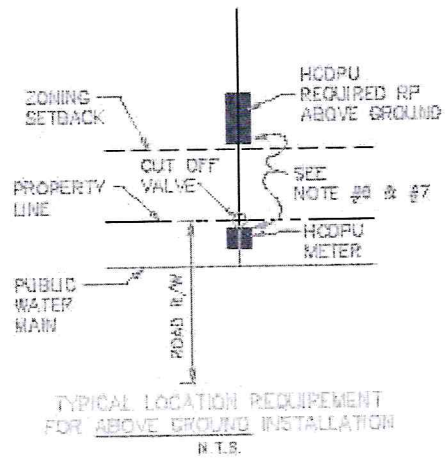 HCDPU
REQUIRED RP
ABOVE GROUND
ZONING
SETBACK
CUT OFF
VALVE
SEE
NOTE #6 & #7
PROPERTY
LINE
HCDPU
METER
PUBLIC
WATER
MAIN
ROAD R/W
TYPICAL LOCATION REQUIREMENT
FOR ABOVE GROUND INSTALLATION
N.T.S.